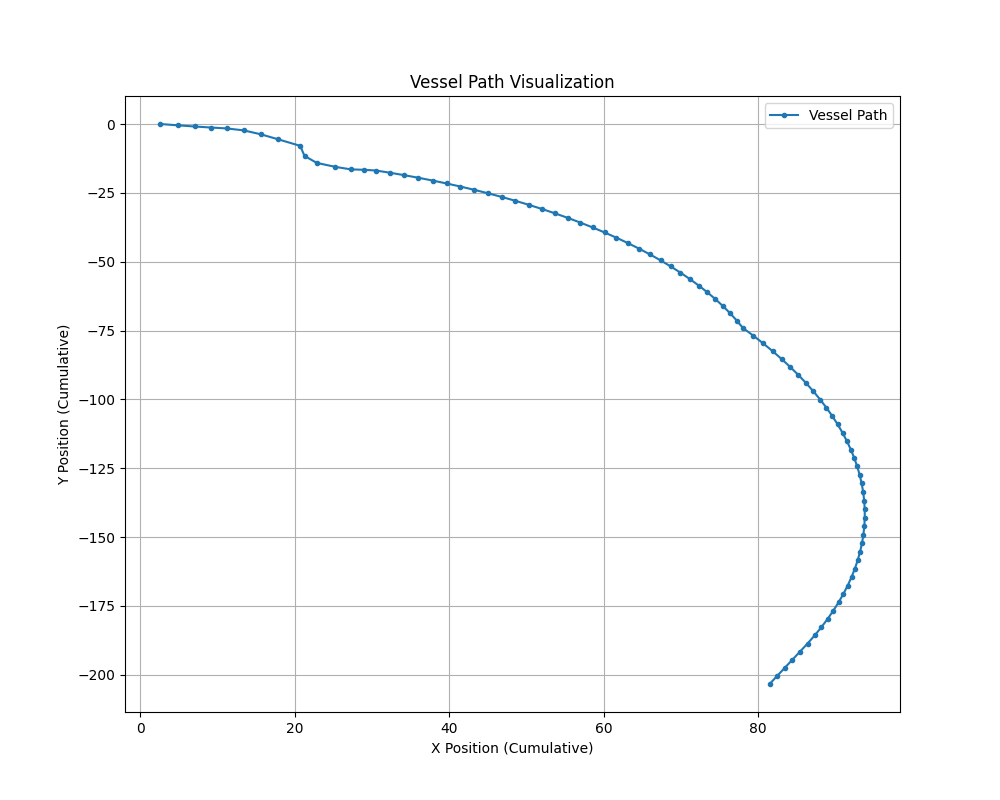 Vessel Path Visualization
Vessel Path
0
−25
−50
−75
−100
−125
−150
−175
−200
Y Position (Cumulative)
0 20 40 60 80
X Position (Cumulative)